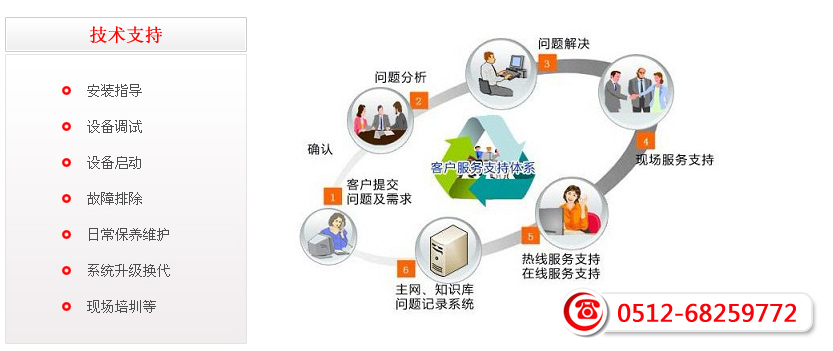 技术支持
安装指导
设备调试
设备启动
故障排除
日常保养维护
系统升级换代
现场培训等
问题解决
3
问题分析
2
确认
4
现场服务支持
客户服务支持体系
1
客户提交
问题及需求
5
热线服务支持
在线服务支持
6
主网、知识库
问题记录系统
0512-68259772